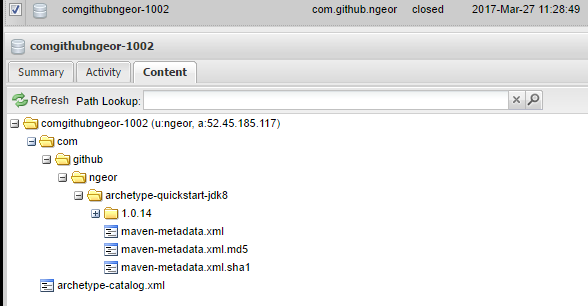 comgithubngeor-1002 com.github.ngeor closed 2017-Mar-27 11:28:49
comgithubngeor-1002
Summary Activity Content
Refresh Path Lookup:
comgithubngeor-1002 (u:ngeor, a:52.45.185.117)
com
github
ngeor
archetype-quickstart-jdk8
1.0.14
maven-metadata.xml
maven-metadata.xml.md5
maven-metadata.xml.sha1
archetype-catalog.xml